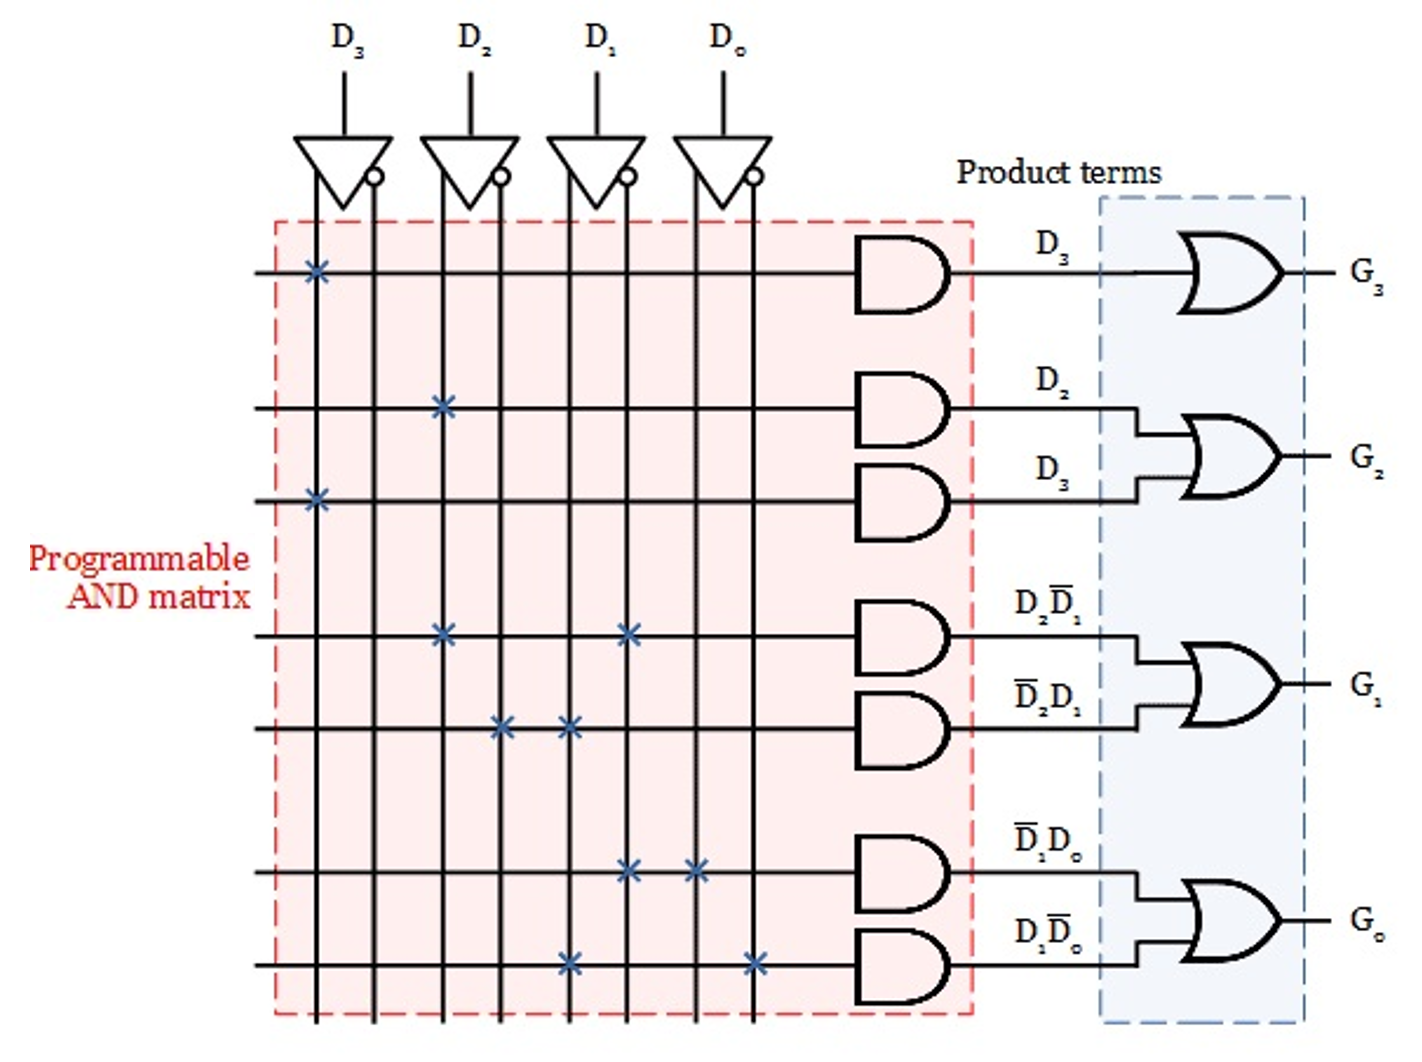 D₃ D₂ D₁ D₀
Product terms
D₃
G₃
D₂
G₂
D₃
Programmable
AND matrix
D₂D̅₁
G₁
D̅₂D₁
D̅₁D₀
G₀
D₁D̅₀